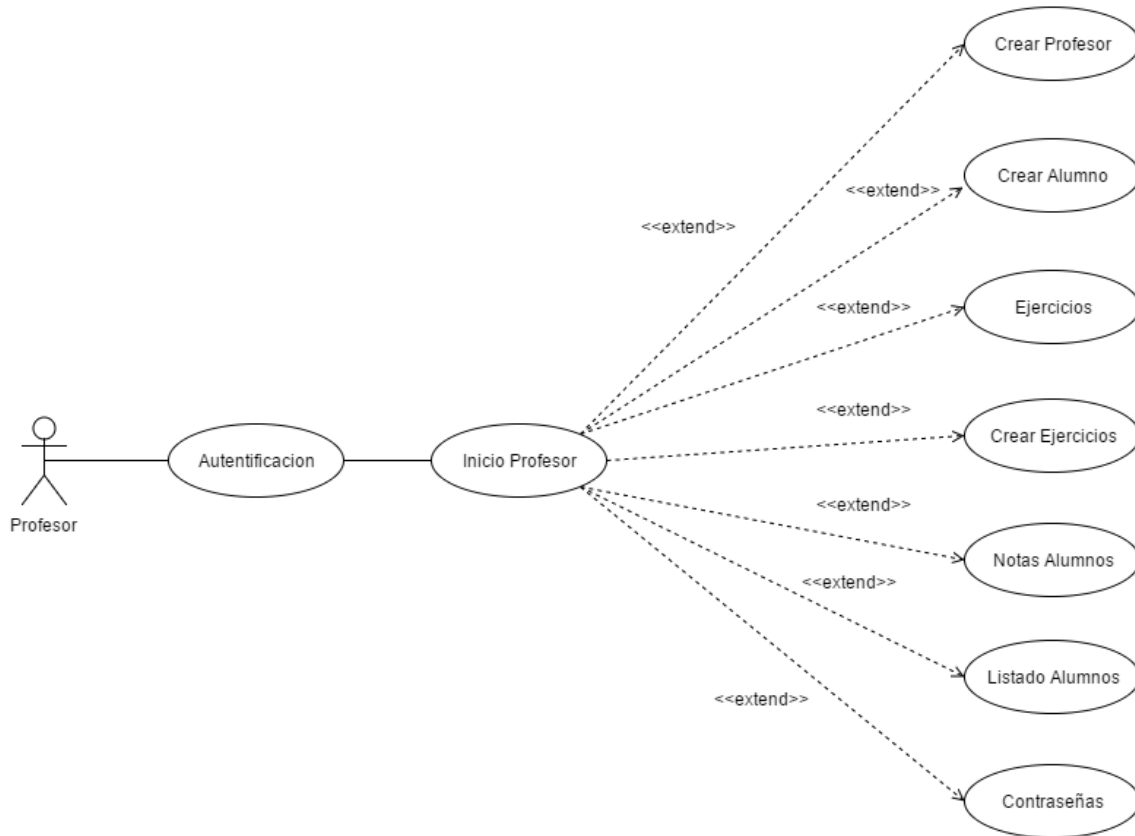 Crear Profesor
Crear Alumno
<<extend>>
<<extend>>
Ejercicios
<<extend>>
Crear Ejercicios
<<extend>>
Autentificacion
Inicio Profesor
Profesor
<<extend>>
Notas Alumnos
<<extend>>
Listado Alumnos
<<extend>>
Contraseñas